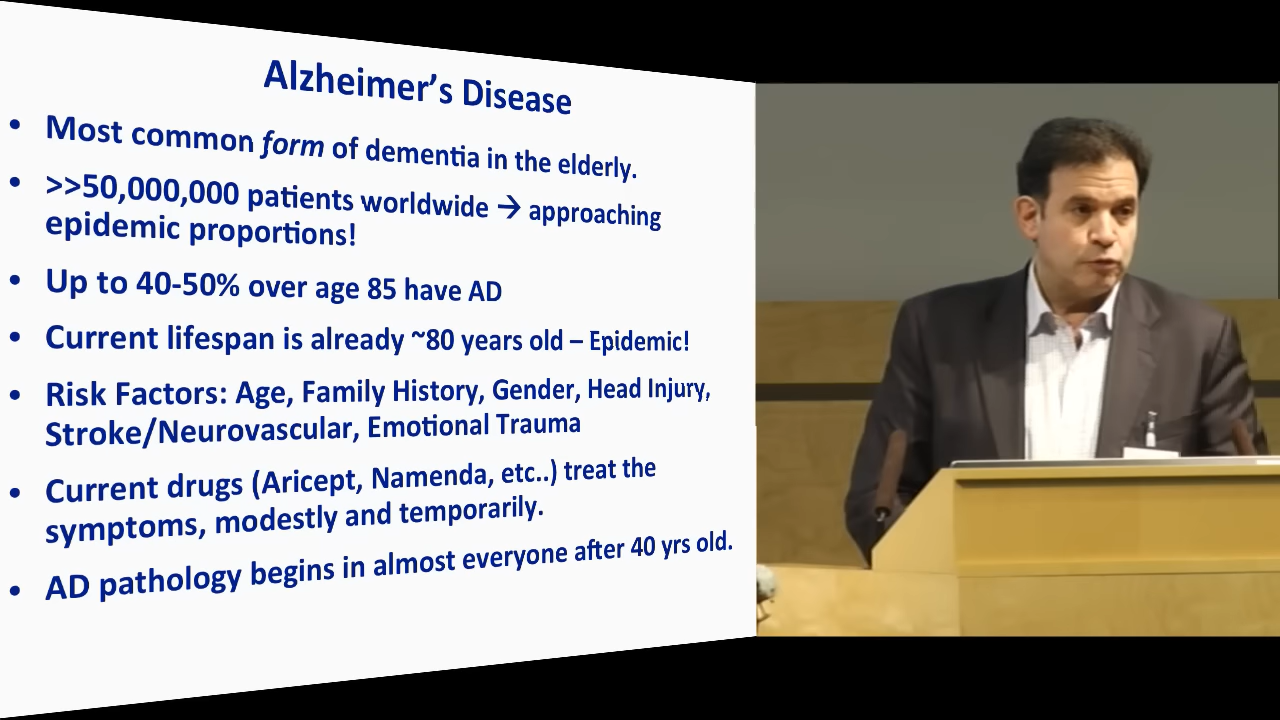 Alzheimer's Disease
• Most common form of dementia in the elderly.
• >>50,000,000 patients worldwide → approaching
epidemic proportions!
• Up to 40-50% over age 85 have AD
• Current lifespan is already ~80 years old – Epidemic!
• Risk Factors: Age, Family History, Gender, Head Injury,
Stroke/Neurovascular, Emotional Trauma
• Current drugs (Aricept, Namenda, etc..) treat the
symptoms, modestly and temporarily.
• AD pathology begins in almost everyone after 40 yrs old.